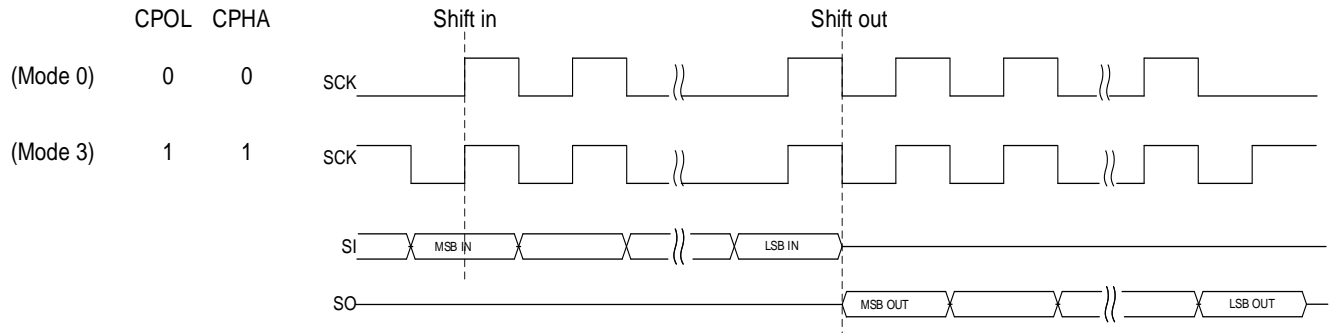 CPOL CPHA Shift in Shift out
(Mode 0) 0 0 SCK
(Mode 3) 1 1 SCK
SI MSB IN LSB IN
SO MSB OUT LSB OUT